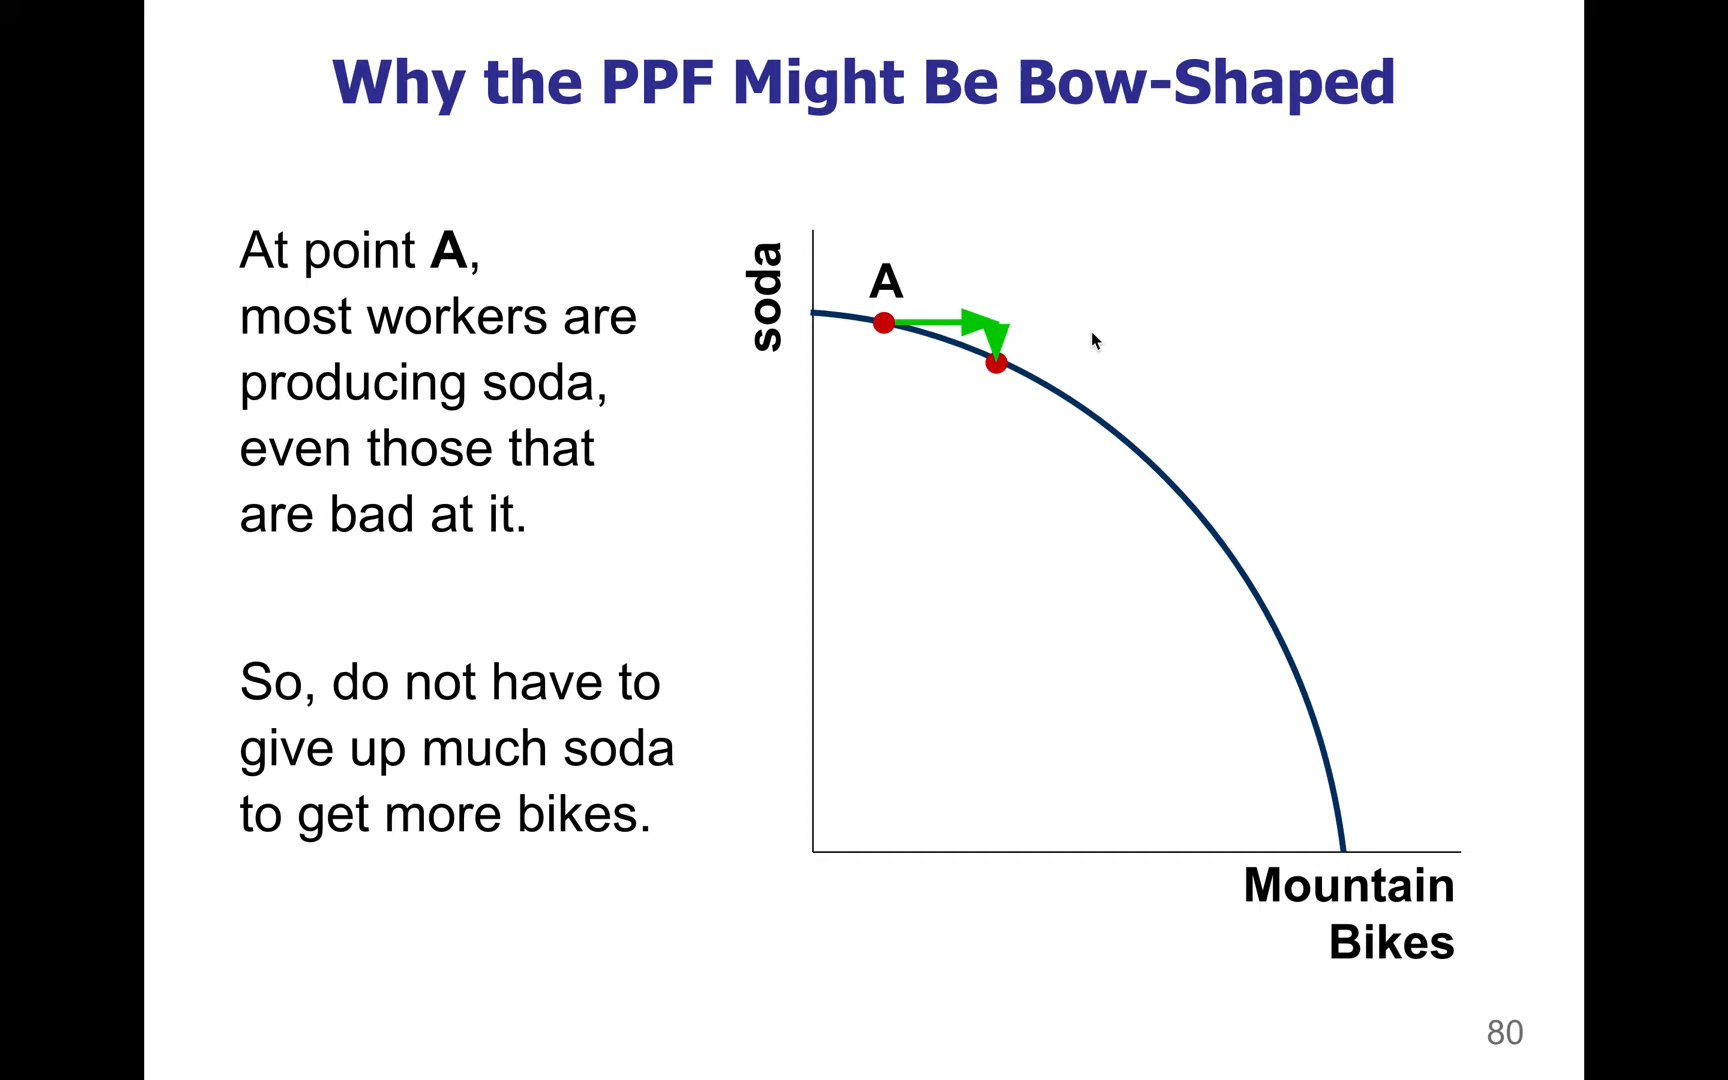 Why the PPF Might Be Bow-Shaped
At point A,
most workers are
producing soda,
even those that
are bad at it.
So, do not have to
give up much soda
to get more bikes.
soda
A
Mountain
Bikes
80